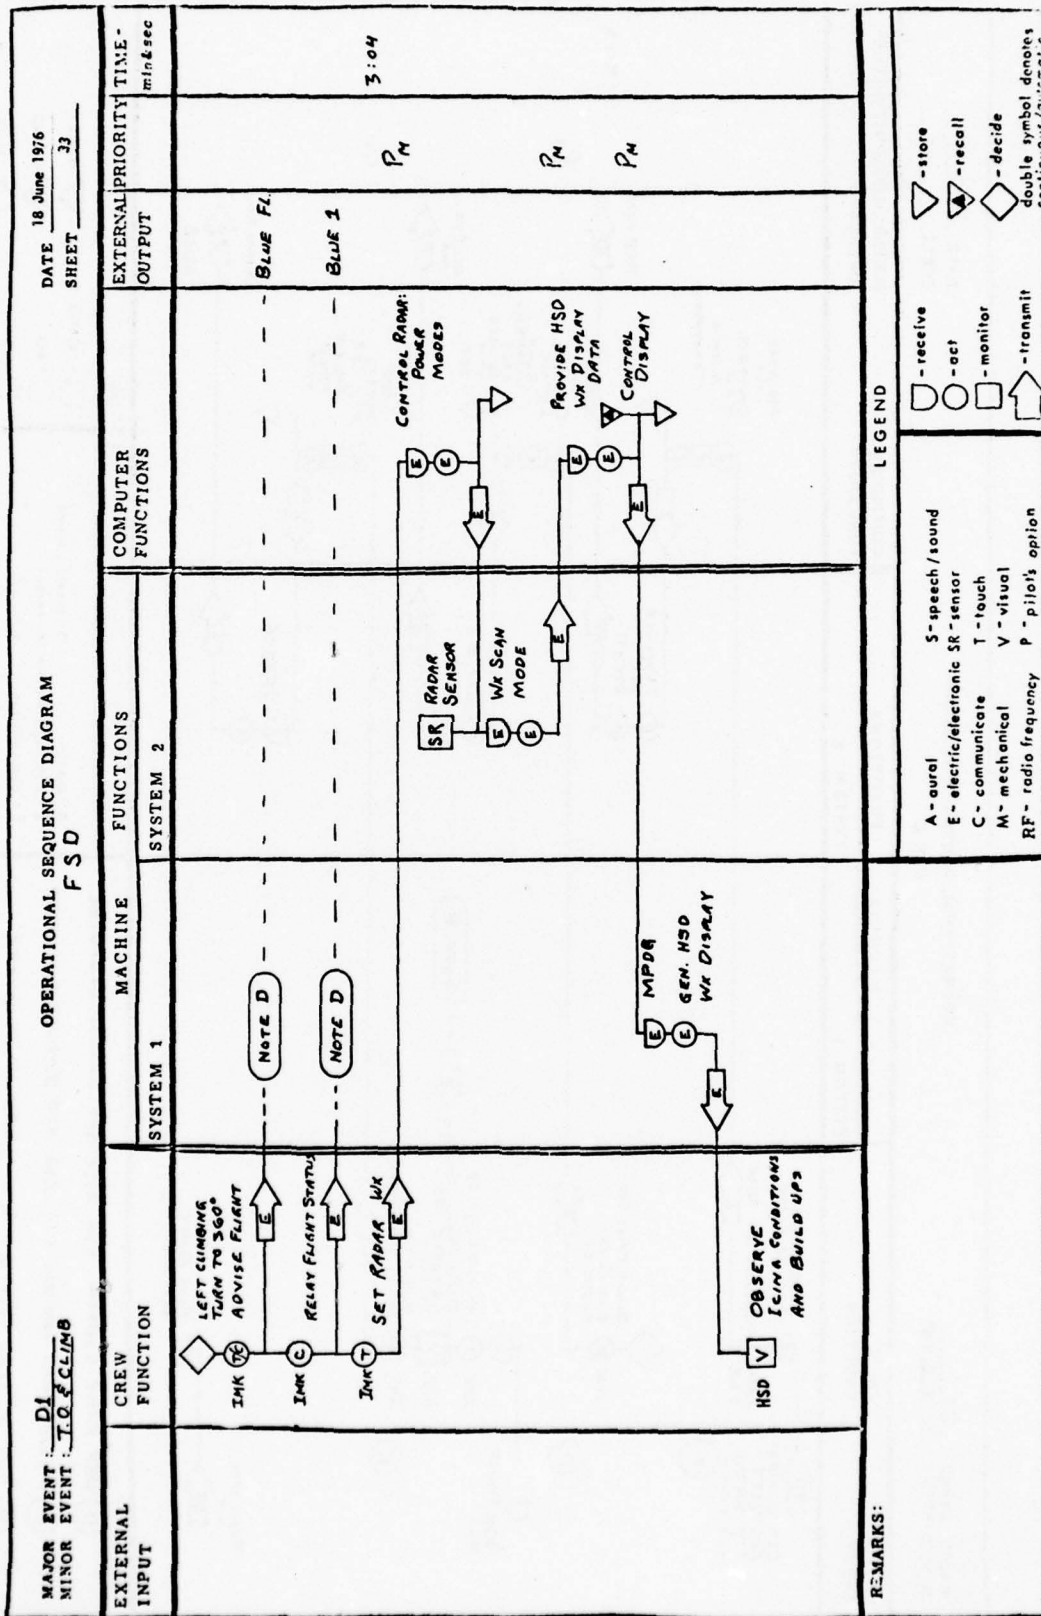 MAJOR EVENT: D1
MINOR EVENT: T.O. & CLIMB
OPERATIONAL SEQUENCE DIAGRAM
FSD
DATE 18 June 1976
SHEET 33
EXTERNAL
INPUT
CREW
FUNCTION
MACHINE FUNCTIONS
SYSTEM 1
SYSTEM 2
COMPUTER
FUNCTIONS
EXTERNAL
OUTPUT
PRIORITY
TIME-
min & sec
LEFT CLIMBING
TURN TO 360°
IMK T/C ADVISE FLIGHT
E
NOTE D
BLUE FL.
IMK C RELAY FLIGHT STATUS
E
NOTE D
BLUE 1
IMK T SET RADAR WX
E
CONTROL RADAR:
POWER
MODES
E
E
E
PM
3:04
SR RADAR
SENSOR
E WX SCAN
E MODE
E
PROVIDE HSD
WX DISPLAY
DATA
E
E
PM
CONTROL
DISPLAY
E
PM
MPDG
E
E GEN. HSD
WX DISPLAY
E
HSD V OBSERVE
ICING CONDITIONS
AND BUILD UPS
REMARKS:
LEGEND
A - aural
S - speech / sound
E - electric/electronic
SR - sensor
C - communicate
T - touch
M - mechanical
V - visual
RF - radio frequency
P - pilot's option
- receive
- act
- monitor
- transmit
- store
- recall
- decide
double symbol denotes